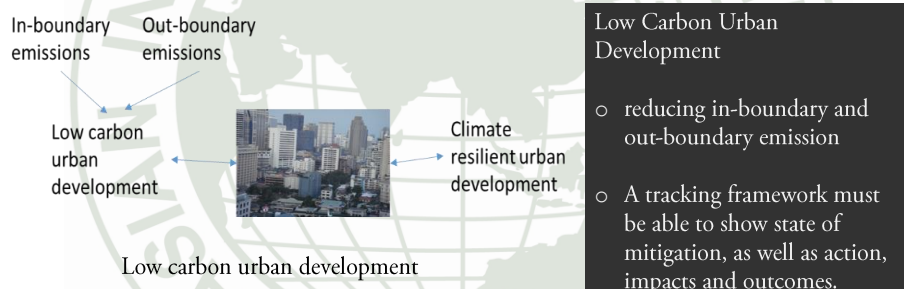 In-boundary
emissions
Out-boundary
emissions
Low carbon
urban
development
Climate
resilient urban
development
Low carbon urban development
Low Carbon Urban
Development
o reducing in-boundary and
out-boundary emission
o A tracking framework must
be able to show state of
mitigation, as well as action,
impacts and outcomes.